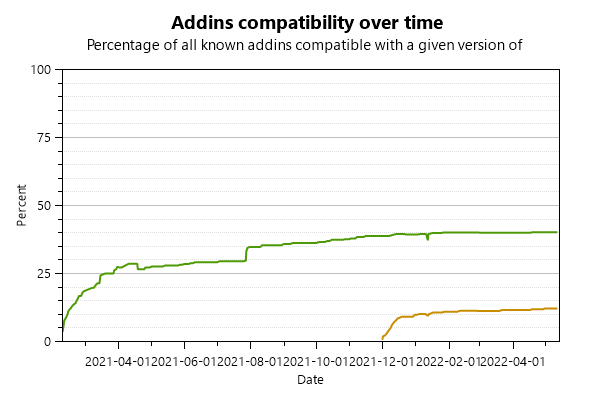 Addins compatibility over time
Percentage of all known addins compatible with a given version of
100
75
50
25
0
Percent
2021-04-01 2021-06-01 2021-08-01 2021-10-01 2021-12-01 2022-02-01 2022-04-01
Date